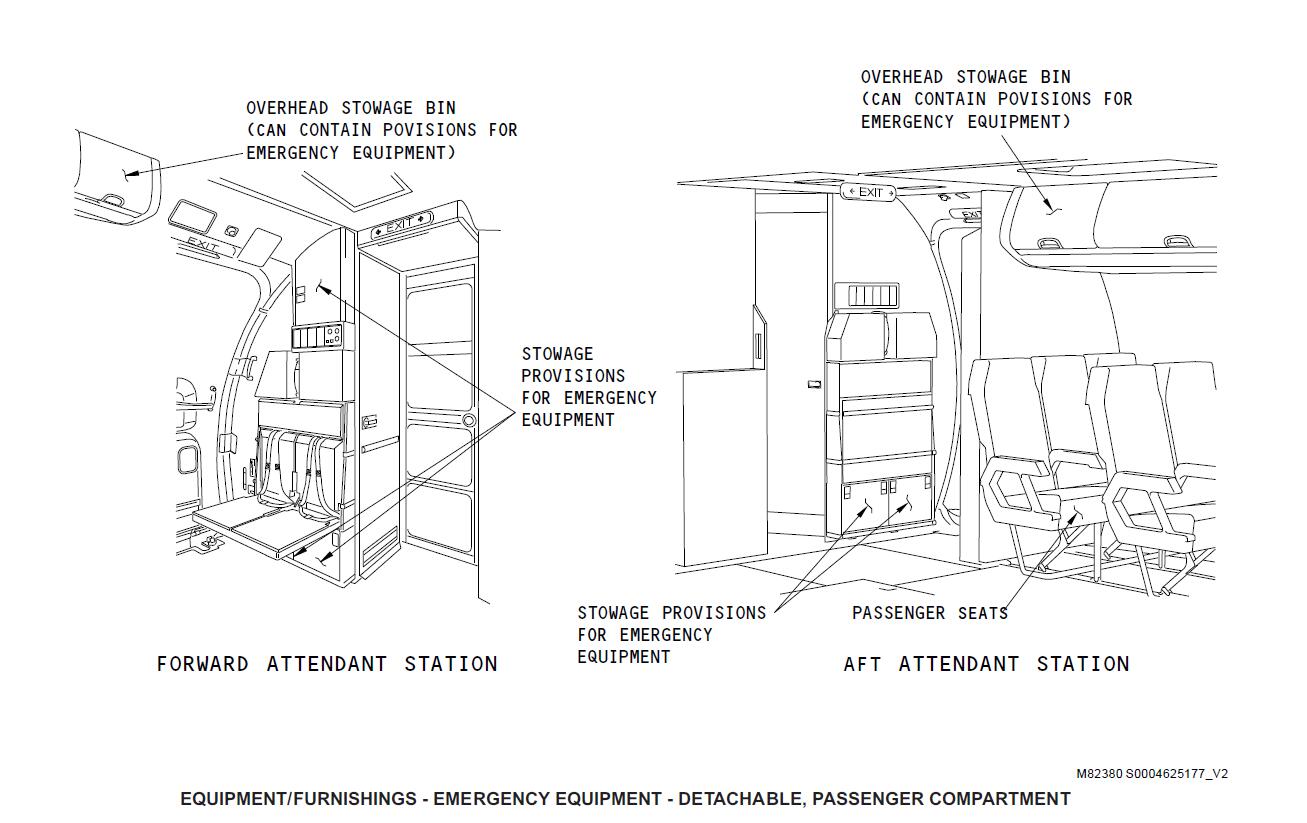 OVERHEAD STOWAGE BIN
(CAN CONTAIN POVISIONS FOR
EMERGENCY EQUIPMENT)
OVERHEAD STOWAGE BIN
(CAN CONTAIN PROVISIONS FOR
EMERGENCY EQUIPMENT)
EXIT
EXIT
EXIT
EXIT
STOWAGE
PROVISIONS
FOR EMERGENCY
EQUIPMENT
STOWAGE PROVISIONS
FOR EMERGENCY
EQUIPMENT
PASSENGER SEATS
FORWARD ATTENDANT STATION
AFT ATTENDANT STATION
M82380 S0004625177_V2
EQUIPMENT/FURNISHINGS - EMERGENCY EQUIPMENT - DETACHABLE, PASSENGER COMPARTMENT